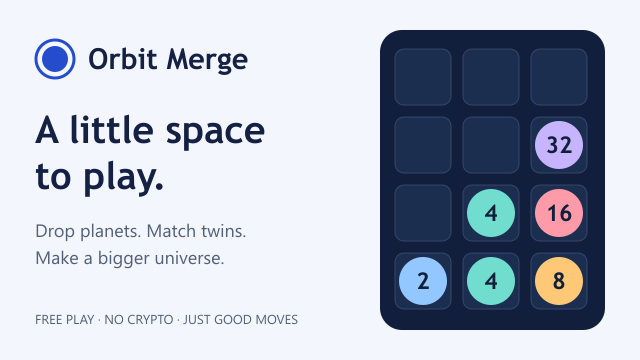 Orbit Merge
A little space
to play.
Drop planets. Match twins.
Make a bigger universe.
FREE PLAY · NO CRYPTO · JUST GOOD MOVES
32
4 16
2 4 8